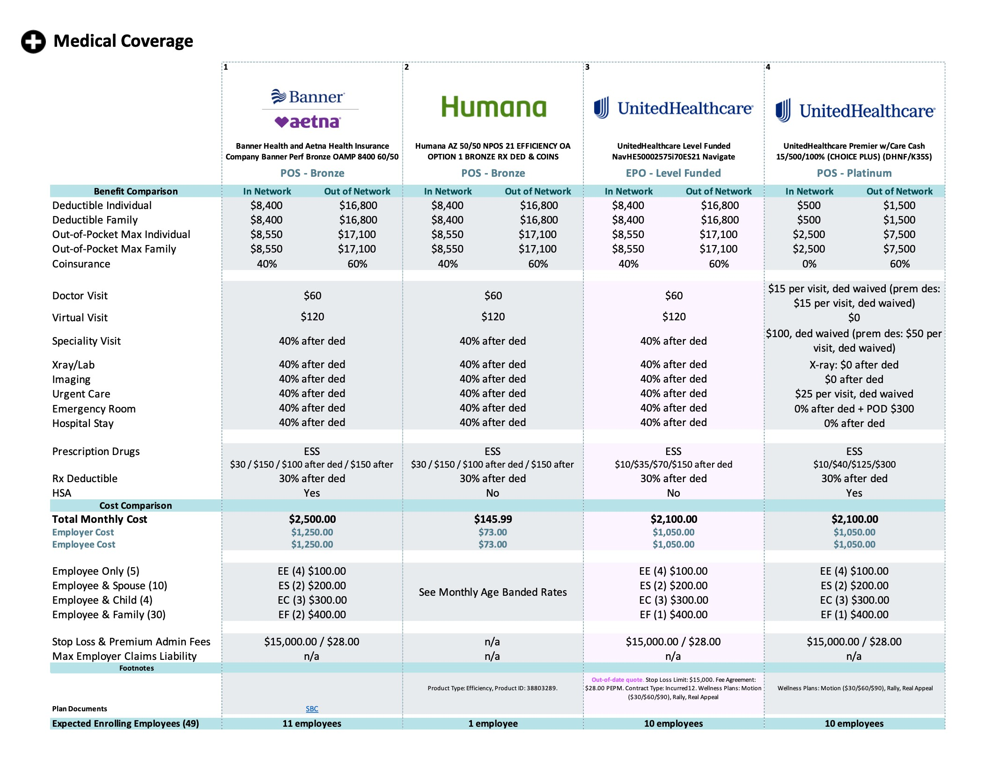 Medical Coverage
1 2 3 4
Banner
aetna
Humana
UnitedHealthcare
UnitedHealthcare
Banner Health and Aetna Health Insurance
Company Banner Perf Bronze OAMP 8400 60/50
Humana AZ 50/50 NPOS 21 EFFICIENCY OA
OPTION 1 BRONZE RX DED & COINS
UnitedHealthcare Level Funded
NavHE50002575i70ES21 Navigate
UnitedHealthcare Premier w/Care Cash
15/500/100% (CHOICE PLUS) (DHNF/K35S)
POS - Bronze POS - Bronze EPO - Level Funded POS - Platinum
Benefit Comparison In Network Out of Network In Network Out of Network In Network Out of Network In Network Out of Network
Deductible Individual $8,400 $16,800 $8,400 $16,800 $8,400 $16,800 $500 $1,500
Deductible Family $8,400 $16,800 $8,400 $16,800 $8,400 $16,800 $500 $1,500
Out-of-Pocket Max Individual $8,550 $17,100 $8,550 $17,100 $8,550 $17,100 $2,500 $7,500
Out-of-Pocket Max Family $8,550 $17,100 $8,550 $17,100 $8,550 $17,100 $2,500 $7,500
Coinsurance 40% 60% 40% 60% 40% 60% 0% 60%
Doctor Visit $60 $60 $60 $15 per visit, ded waived (prem des:
$15 per visit, ded waived)
Virtual Visit $120 $120 $120 $0
Speciality Visit 40% after ded 40% after ded 40% after ded $100, ded waived (prem des: $50 per
visit, ded waived)
Xray/Lab 40% after ded 40% after ded 40% after ded X-ray: $0 after ded
Imaging 40% after ded 40% after ded 40% after ded $0 after ded
Urgent Care 40% after ded 40% after ded 40% after ded $25 per visit, ded waived
Emergency Room 40% after ded 40% after ded 40% after ded 0% after ded + POD $300
Hospital Stay 40% after ded 40% after ded 40% after ded 0% after ded
Prescription Drugs ESS ESS ESS ESS
$30 / $150 / $100 after ded / $150 after $30 / $150 / $100 after ded / $150 after $10/$35/$70/$150 after ded $10/$40/$125/$300
Rx Deductible 30% after ded 30% after ded 30% after ded 30% after ded
HSA Yes No No Yes
Cost Comparison
Total Monthly Cost $2,500.00 $145.99 $2,100.00 $2,100.00
Employer Cost $1,250.00 $73.00 $1,050.00 $1,050.00
Employee Cost $1,250.00 $73.00 $1,050.00 $1,050.00
Employee Only (5) EE (4) $100.00 EE (4) $100.00 EE (4) $100.00
Employee & Spouse (10) ES (2) $200.00 ES (2) $200.00 ES (2) $200.00
See Monthly Age Banded Rates
Employee & Child (4) EC (3) $300.00 EC (3) $300.00 EC (3) $300.00
Employee & Family (30) EF (2) $400.00 EF (1) $400.00 EF (1) $400.00
Stop Loss & Premium Admin Fees $15,000.00 / $28.00 n/a $15,000.00 / $28.00 $15,000.00 / $28.00
Max Employer Claims Liability n/a n/a n/a n/a
Footnotes
Product Type: Efficiency, Product ID: 38803289.
Out-of-date quote. Stop Loss Limit: $15,000. Fee Agreement:
$28.00 PEPM. Contract Type: Incurred12. Wellness Plans: Motion
($30/$60/$90), Rally, Real Appeal
Wellness Plans: Motion ($30/$60/$90), Rally, Real Appeal
Plan Documents SBC
Expected Enrolling Employees (49) 11 employees 1 employee 10 employees 10 employees